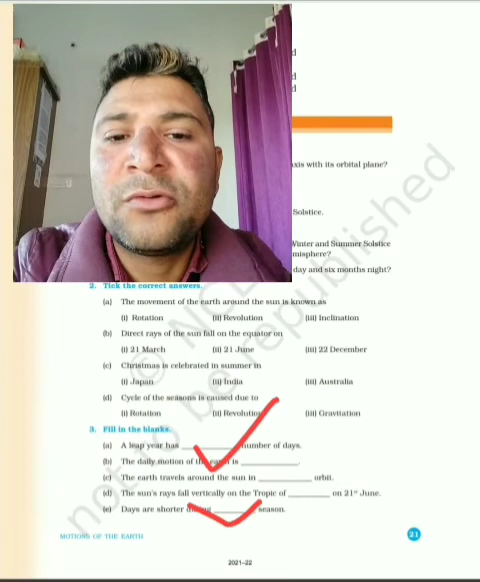 d
d
d
xis with its orbital plane?
Solstice.
Winter and Summer Solstice
misphere?
day and six months night?
2. Tick the correct answers.
(a) The movement of the earth around the sun is known as
(i) Rotation (ii) Revolution (iii) Inclination
(b) Direct rays of the sun fall on the equator on
(i) 21 March (ii) 21 June (iii) 22 December
(c) Christmas is celebrated in summer in
(i) Japan (ii) India (iii) Australia
(d) Cycle of the seasons is caused due to
(i) Rotation (ii) Revolution (iii) Gravitation
3. Fill in the blanks.
(a) A leap year has ____________ number of days.
(b) The daily motion of the earth is ____________.
(c) The earth travels around the sun in ____________ orbit.
(d) The sun's rays fall vertically on the Tropic of _________ on 21st June.
(e) Days are shorter during _________ season.
MOTIONS OF THE EARTH 21
2021–22
© NCERT
not to be republished